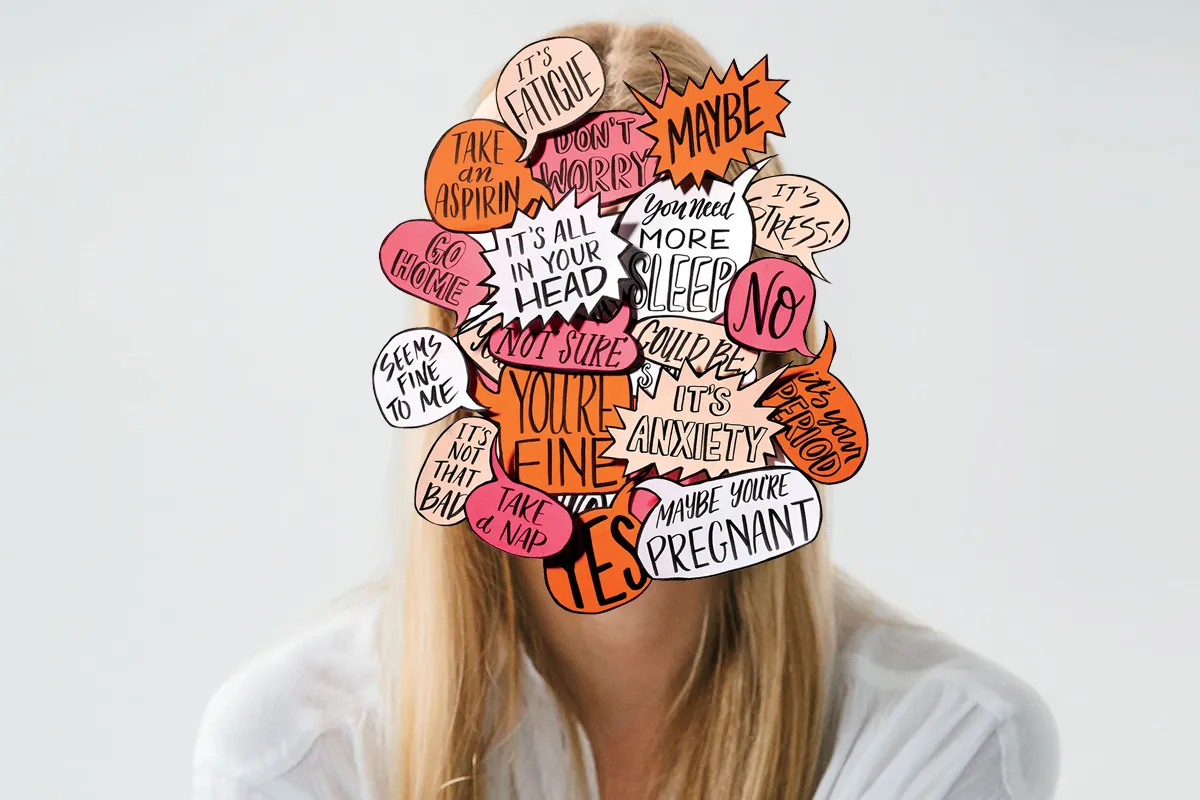 IT'S
FATIGUE
MAYBE
TAKE
an
ASPIRIN
DON'T
WORRY
IT'S
STRESS!
You need
MORE
SLEEP
GO
HOME
IT'S ALL
IN YOUR
HEAD
NO
NOT SURE
COULD BE
SEEMS
FINE
TO ME
YOU'RE
FINE
IT'S
ANXIETY
it's your
PERIOD
IT'S
NOT
THAT
BAD
TAKE
a NAP
YES
MAYBE YOU'RE
PREGNANT